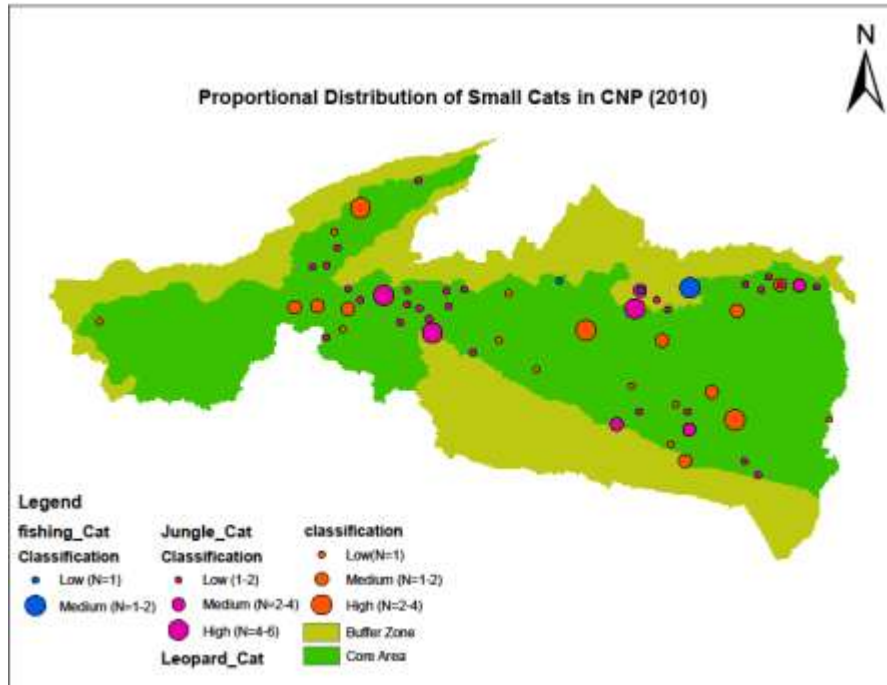 N
Proportional Distribution of Small Cats in CNP (2010)
Legend
fishing_Cat
Classification
Low (N=1)
Medium (N=1-2)
Jungle_Cat
Classification
Low (1-2)
Medium (N=2-4)
High (N=4-6)
Leopard_Cat
classification
Low(N=1)
Medium (N=1-2)
High (N=2-4)
Buffer Zone
Core Area